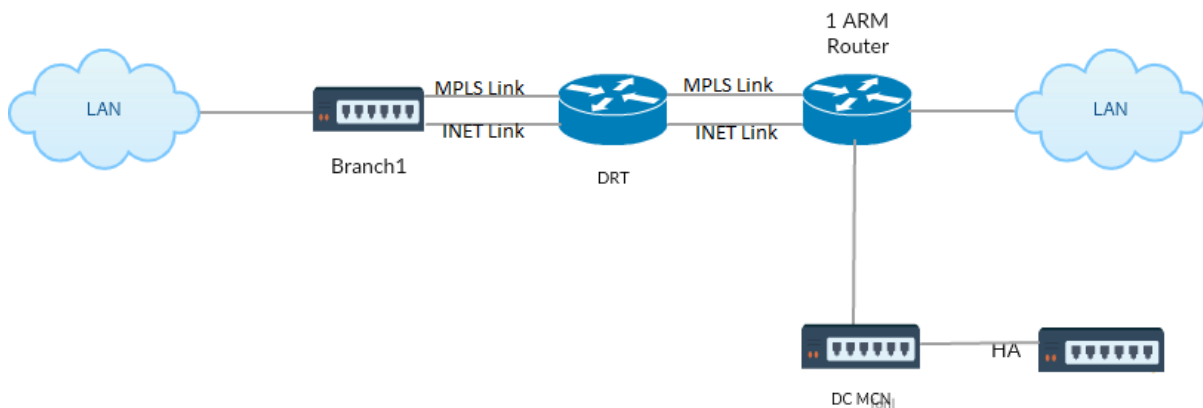 1 ARM
Router
LAN
MPLS Link
INET Link
Branch1
DRT
MPLS Link
INET Link
LAN
HA
DC MCN